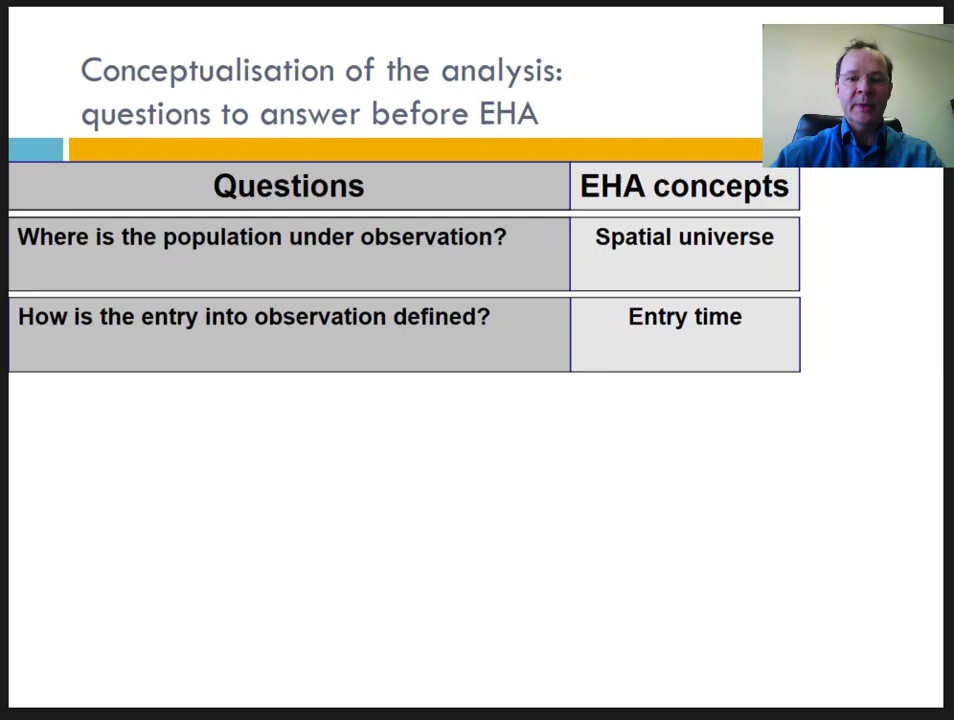 Conceptualisation of the analysis:
questions to answer before EHA
Questions
EHA concepts
Where is the population under observation?
Spatial universe
How is the entry into observation defined?
Entry time